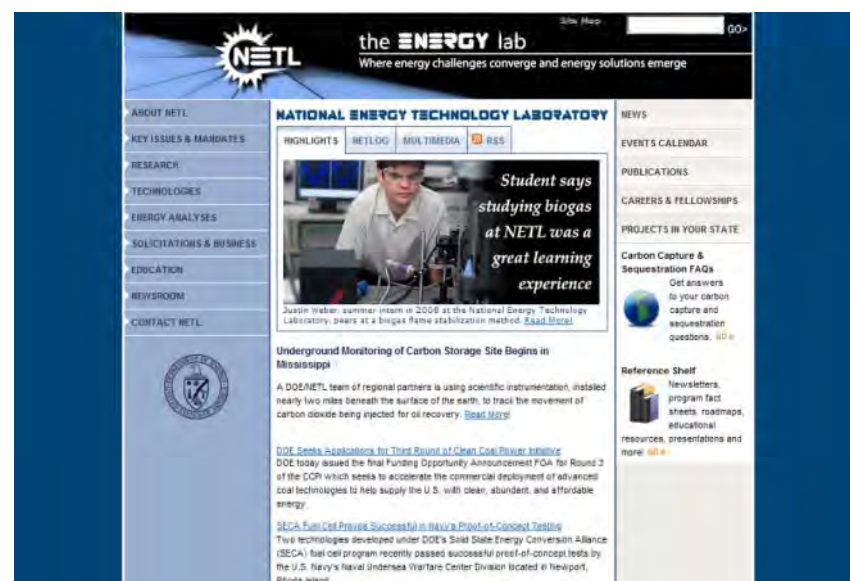 Site Map
GO>
NETL
the ENERGY lab
Where energy challenges converge and energy solutions emerge
ABOUT NETL
KEY ISSUES & MANDATES
RESEARCH
TECHNOLOGIES
ENERGY ANALYSES
SOLICITATIONS & BUSINESS
EDUCATION
NEWSROOM
CONTACT NETL
NATIONAL ENERGY TECHNOLOGY LABORATORY
HIGHLIGHTS NETLOG MULTIMEDIA RSS
Student says
studying biogas
at NETL was a
great learning
experience
Justin Weber, summer intern in 2008 at the National Energy Technology
Laboratory, peers at a biogas flame stabilization method. Read More!
Underground Monitoring of Carbon Storage Site Begins in
Mississippi
A DOE/NETL team of regional partners is using scientific instrumentation, installed
nearly two miles beneath the surface of the earth, to track the movement of
carbon dioxide being injected for oil recovery. Read More!
DOE Seeks Applications for Third Round of Clean Coal Power Initiative
DOE today issued the final Funding Opportunity Announcement FOA for Round 3
of the CCPI which seeks to accelerate the commercial deployment of advanced
coal technologies to help supply the U.S. with clean, abundant, and affordable
energy.
SECA Fuel Cell Proves Successful in Navy's Proof-of-Concept Testing
Two technologies developed under DOE's Solid State Energy Conversion Alliance
(SECA) fuel cell program recently passed successful proof-of-concept tests by
the U.S. Navy's Naval Undersea Warfare Center Division located in Newport,
Rhode Island.
NEWS
EVENTS CALENDAR
PUBLICATIONS
CAREERS & FELLOWSHIPS
PROJECTS IN YOUR STATE
Carbon Capture &
Sequestration FAQs
Get answers
to your carbon
capture and
sequestration
questions. GO»
Reference Shelf
Newsletters,
program fact
sheets, roadmaps,
educational
resources, presentations and
more! GO»